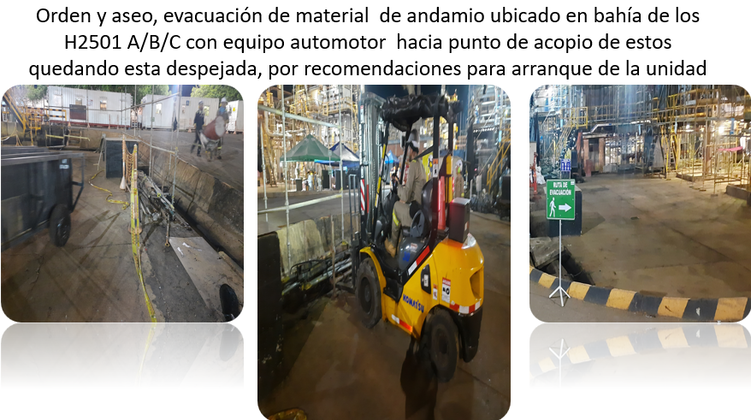 Orden y aseo, evacuación de material de andamio ubicado en bahía de los
H2501 A/B/C con equipo automotor hacia punto de acopio de estos
quedando esta despejada, por recomendaciones para arranque de la unidad
KOMATSU
RUTA DE
EVACUACIÓN